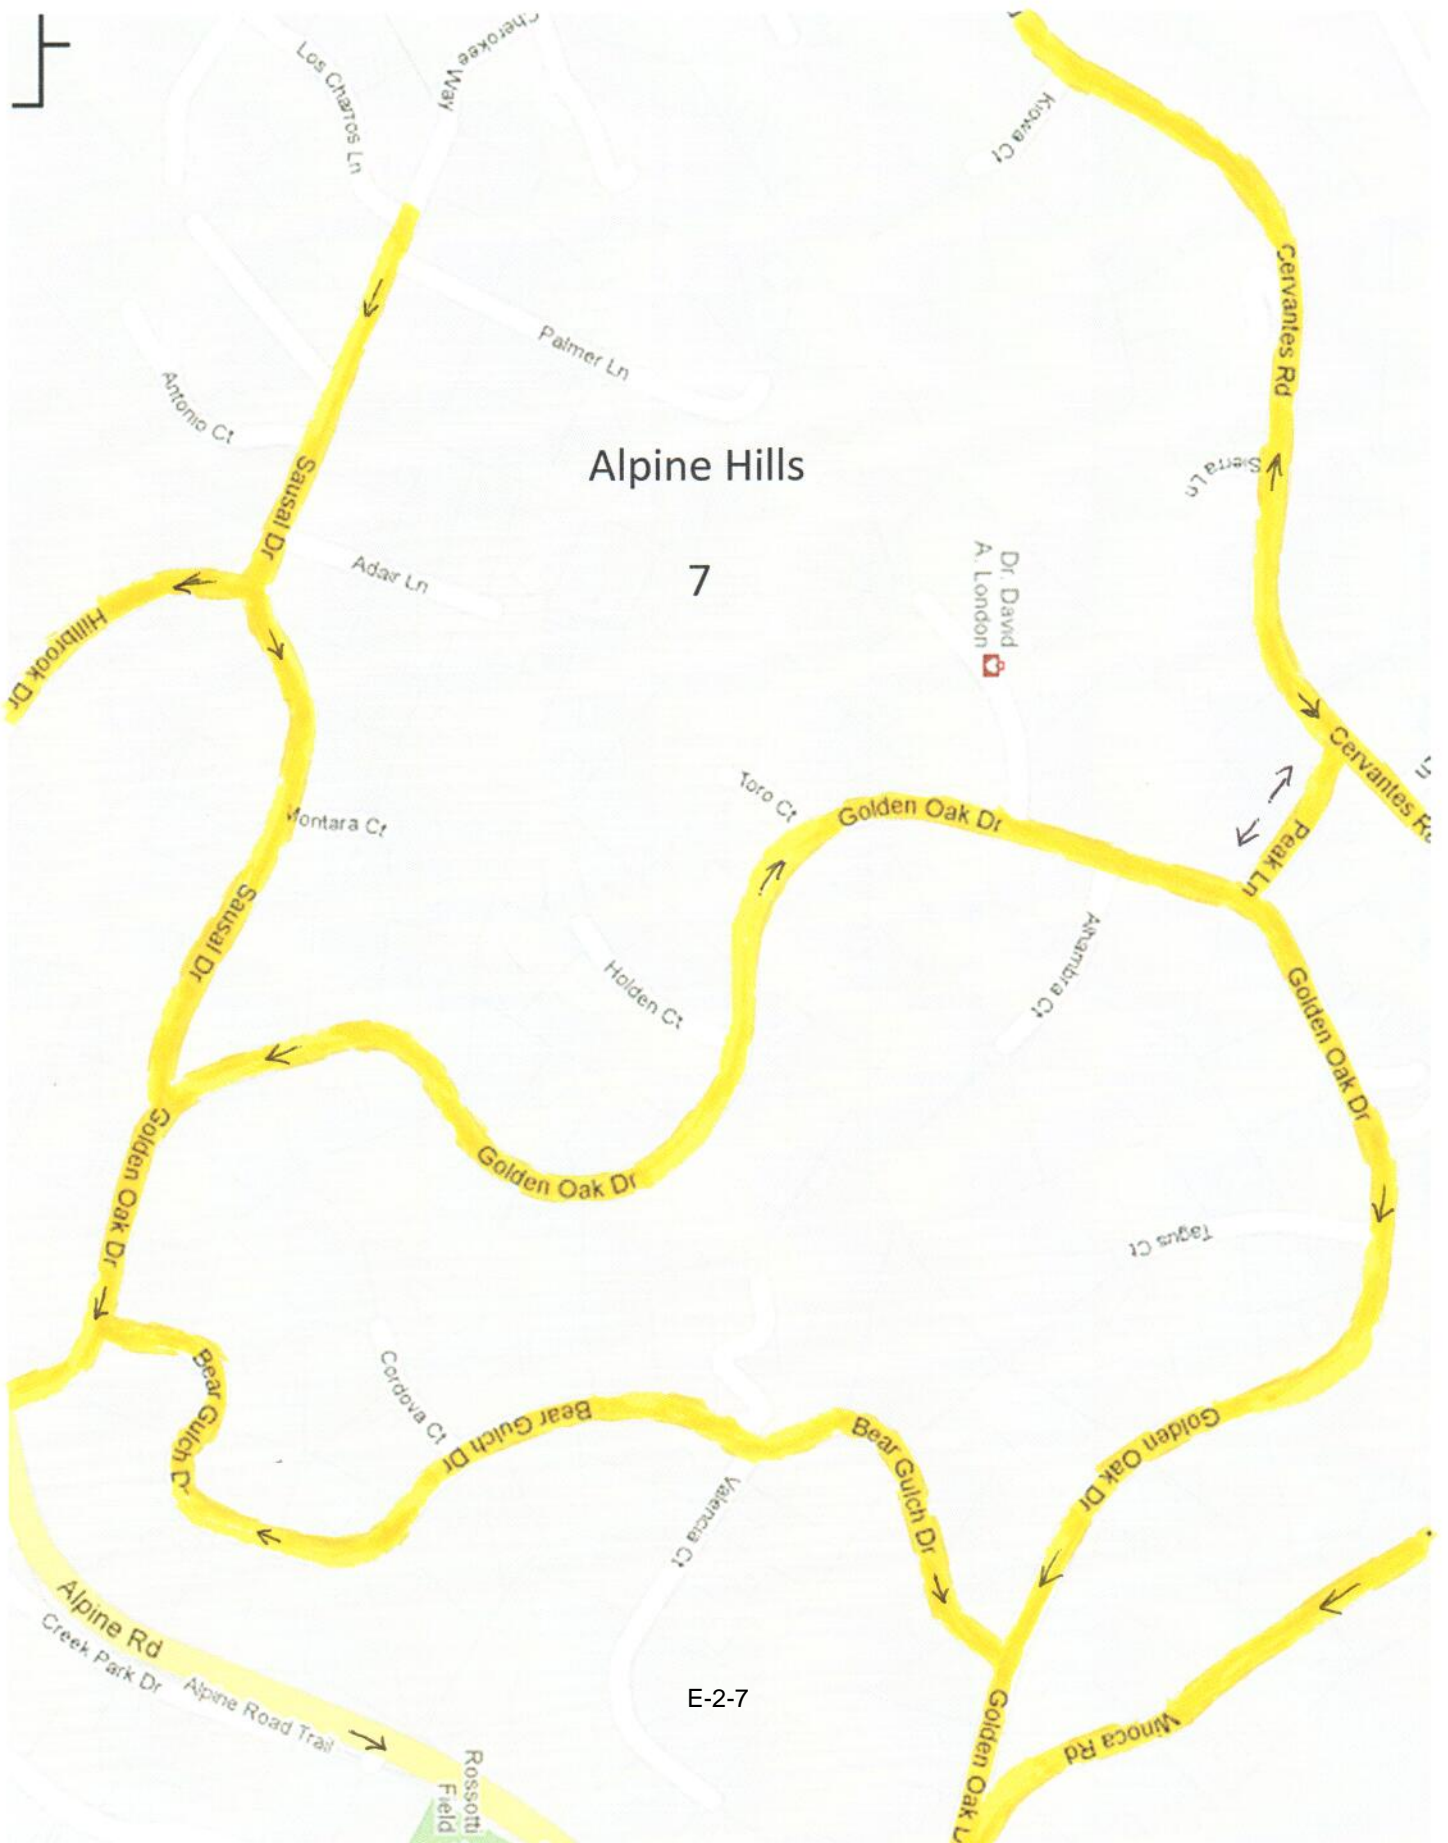 Cherokee Way
Los Charros Ln
Kiowa Ct
Cervantes Rd
Palmer Ln
Antonio Ct
Alpine Hills
Sausal Dr
Sierra Ln
Adair Ln
7
Dr. David
A. London
Hillbrook Dr
Cervantes R
Toro Ct
Golden Oak Dr
Montara Ct
Peak Ln
Sausal Dr
Alhambra Ct
Holden Ct
Golden Oak Dr
Golden Oak Dr
Golden Oak Dr
Tagus Ct
Bear Gulch D
Cordova Ct
Bear Gulch Dr
Bear Gulch Dr
Golden Oak Dr
Valencia Ct
Alpine Rd
Creek Park Dr
Alpine Road Trail
E-2-7
Wnoca Rd
Golden Oak D
Rossotti
Field